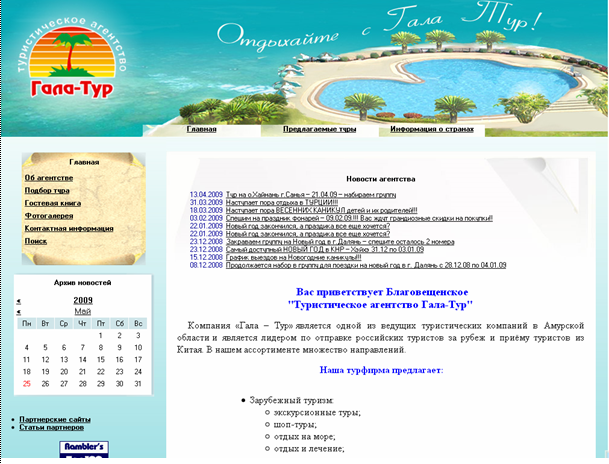 туристическое агентство
Гала-Тур
Отдыхайте с Гала Тур!
Главная Предлагаемые туры Информация о странах
Главная
Об агентстве
Подбор тура
Гостевая книга
Фотогалерея
Контактная информация
Поиск
Архив новостей
« 2009
« Май
Пн Вт Ср Чт Пт Сб Вс
1 2 3
4 5 6 7 8 9 10
11 12 13 14 15 16 17
18 19 20 21 22 23 24
25 26 27 28 29 30 31
Партнерские сайты
Статьи партнеров
Rambler's
Новости агентства
13.04.2009 Тур на о.Хайнань г. Санья – 21.04.09 – набираем группу
31.03.2009 Наступает пора отдыха в ТУРЦИИ!!!
18.03.2009 Наступает пора ВЕСЕННИХ КАНИКУЛ детей и их родителей!!!
03.02.2009 Спешим на праздник фонарей – 09.02.09!!! Вас ждут грандиозные скидки на покупки!!
22.01.2009 Новый год закончился, а праздника все еще хочется?
22.01.2009 Новый год закончился, а праздика все еще хочется?
23.12.2008 Закраваем группу на Новый год в г.Далянь – спешите осталось 2 номера
23.12.2008 Самый доступный НОВЫЙ ГОД в КНР – Хэйхэ 31.12 по 03.01.09
15.12.2008 График выездов на Новогодние каникулы!!!
08.12.2008 Продолжается набор в группу для поездки на новый год в г. Далянь с 28.12.08 по 04.01.09
Вас приветствует Благовещенское
"Туристическое агентство Гала-Тур"
Компания «Гала – Тур» является одной из ведущих туристических компаний в Амурской
области и является лидером по отправке российских туристов за рубеж и приёму туристов из
Китая. В нашем ассортименте множество направлений.
Наша турфирма предлагает:
Зарубежный туризм:
экскурсионные туры;
шоп-туры;
отдых на море;
отдых и лечение;